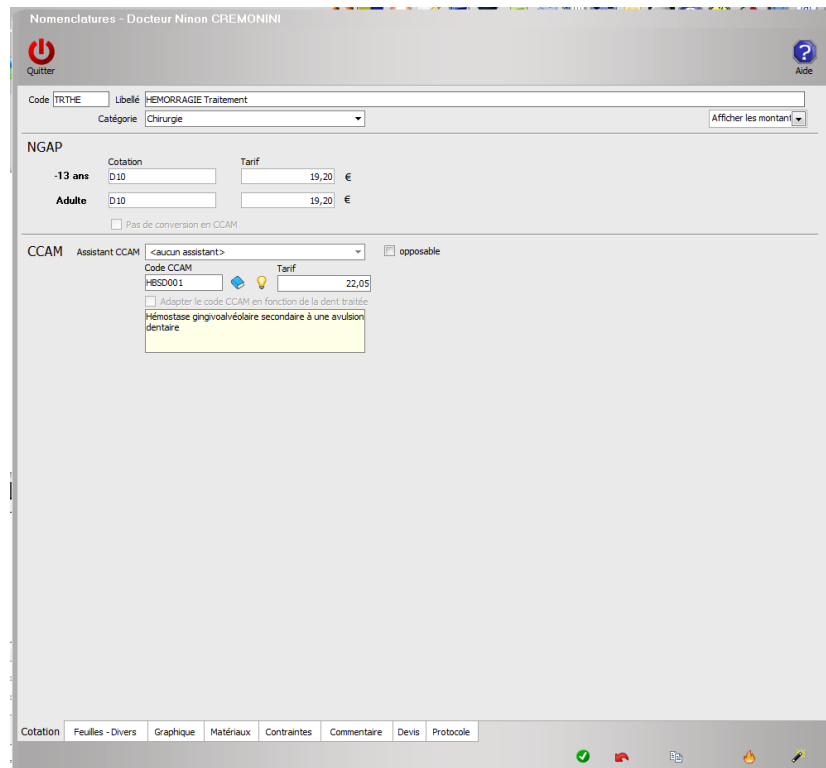 Nomenclatures - Docteur Ninon CREMONINI
Quitter
Aide
Code TRTHE Libellé HEMORRAGIE Traitement
Catégorie Chirurgie Afficher les montant
NGAP
Cotation Tarif
-13 ans D10 19,20 €
Adulte D10 19,20 €
Pas de conversion en CCAM
CCAM Assistant CCAM <aucun assistant> opposable
Code CCAM Tarif
HBSD001 22,05
Adapter le code CCAM en fonction de la dent traitée
Hémostase gingivoalvéolaire secondaire à une avulsion
dentaire
Cotation Feuilles - Divers Graphique Matériaux Contraintes Commentaire Devis Protocole